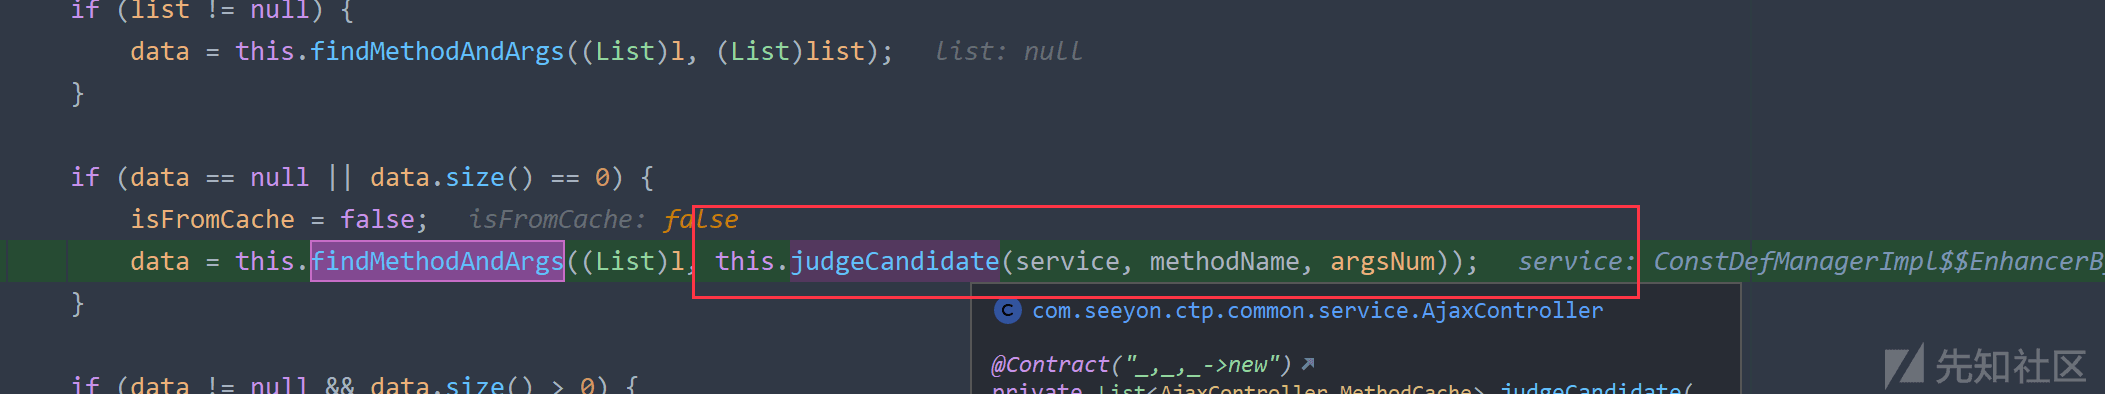 if (list != null) {
data = this.findMethodAndArgs((List)l, (List)list); list: null
}
if (data == null || data.size() == 0) {
isFromCache = false; isFromCache: false
data = this.findMethodAndArgs((List)l, this.judgeCandidate(service, methodName, argsNum)); service: ConstDefManagerImpl$$EnhancerB
}
C com.seeyon.ctp.common.service.AjaxController
@Contract("_,_,_->new")
private List<AjaxController.MethodCache> judgeCandidate(
if (data != null && data.size() > 0) {
先知社区